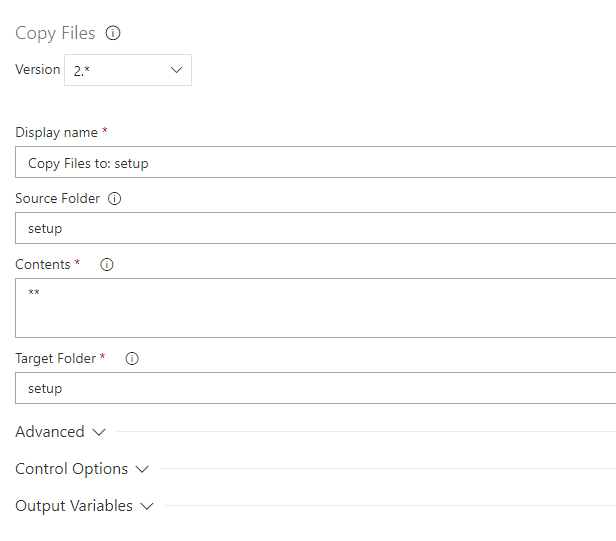 Copy Files
Version 2.*
Display name *
Copy Files to: setup
Source Folder
setup
Contents *
**
Target Folder *
setup
Advanced
Control Options
Output Variables